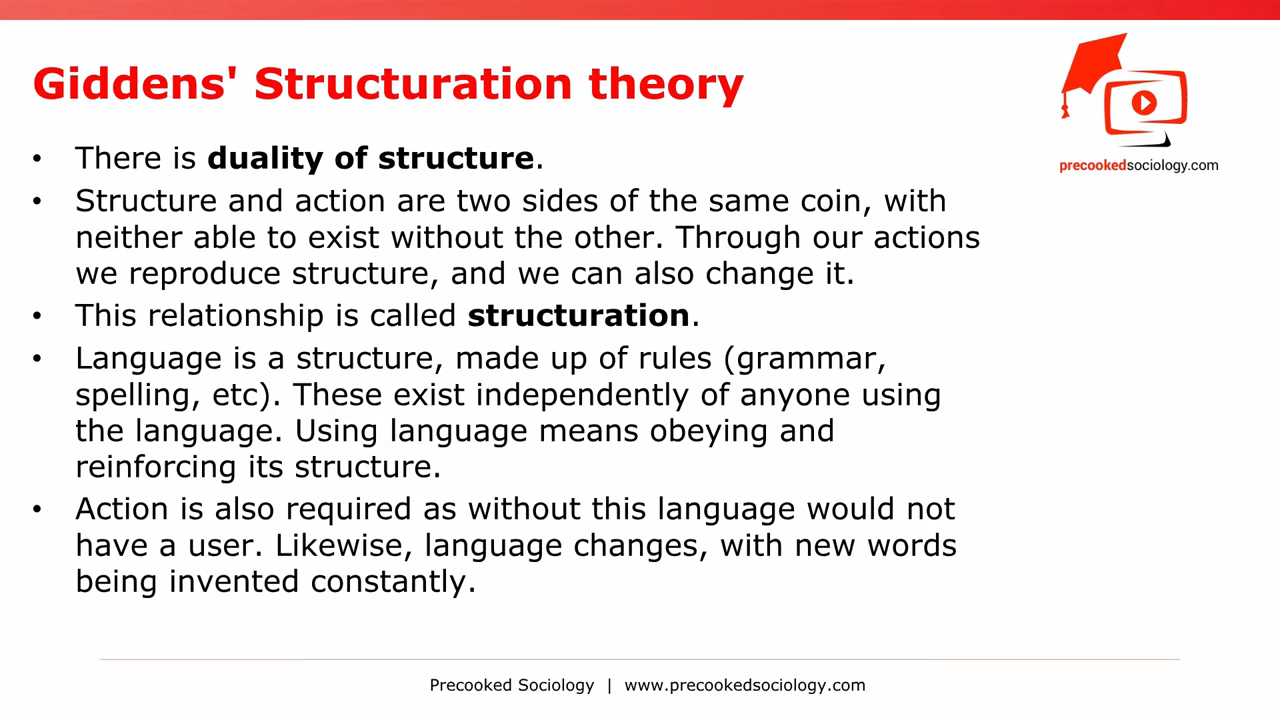 Giddens' Structuration theory
precookedsociology.com
• There is duality of structure.
• Structure and action are two sides of the same coin, with
neither able to exist without the other. Through our actions
we reproduce structure, and we can also change it.
• This relationship is called structuration.
• Language is a structure, made up of rules (grammar,
spelling, etc). These exist independently of anyone using
the language. Using language means obeying and
reinforcing its structure.
• Action is also required as without this language would not
have a user. Likewise, language changes, with new words
being invented constantly.
Precooked Sociology | www.precookedsociology.com